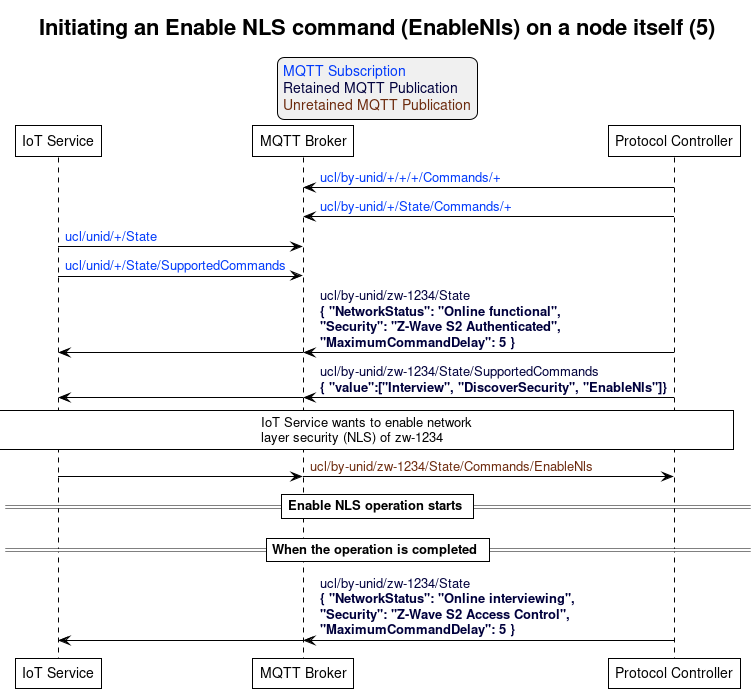 Initiating an Enable NLS command (EnableNls) on a node itself (5)
MQTT Subscription
Retained MQTT Publication
Unretained MQTT Publication
IoT Service
MQTT Broker
Protocol Controller
ucl/by-unid/+/+/+/Commands/+
ucl/by-unid/+/State/Commands/+
ucl/unid/+/State
ucl/unid/+/State/SupportedCommands
ucl/by-unid/zw-1234/State
{ "NetworkStatus": "Online functional",
"Security": "Z-Wave S2 Authenticated",
"MaximumCommandDelay": 5 }
ucl/by-unid/zw-1234/State/SupportedCommands
{ "value":["Interview", "DiscoverSecurity", "EnableNls"]}
IoT Service wants to enable network
layer security (NLS) of zw-1234
ucl/by-unid/zw-1234/State/Commands/EnableNls
Enable NLS operation starts
When the operation is completed
ucl/by-unid/zw-1234/State
{ "NetworkStatus": "Online interviewing",
"Security": "Z-Wave S2 Access Control",
"MaximumCommandDelay": 5 }
IoT Service
MQTT Broker
Protocol Controller